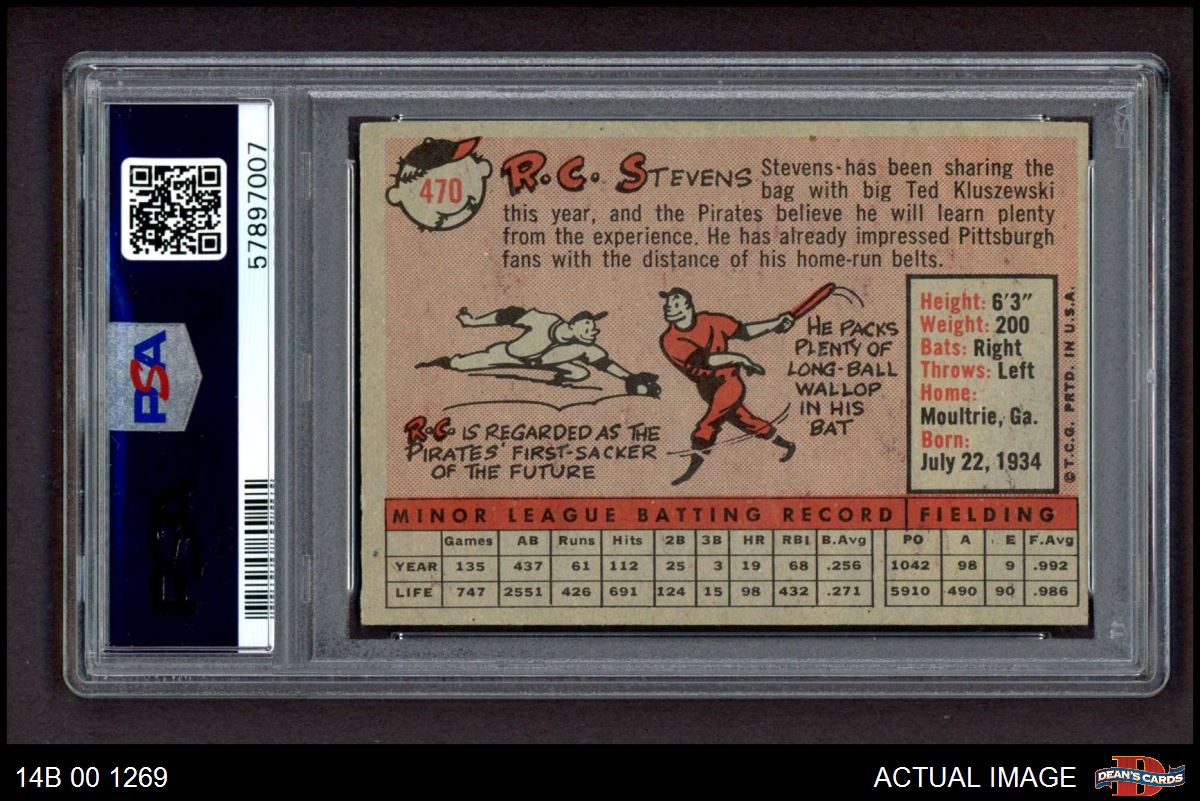 57897007
PSA
470
R.C. STEVENS
Stevens has been sharing the
bag with big Ted Kluszewski
this year, and the Pirates believe he will learn plenty
from the experience. He has already impressed Pittsburgh
fans with the distance of his home-run belts.
R.C. IS REGARDED AS THE
PIRATES' FIRST-SACKER
OF THE FUTURE
HE PACKS
PLENTY OF
LONG-BALL
WALLOP
IN HIS
BAT
Height: 6'3"
Weight: 200
Bats: Right
Throws: Left
Home:
Moultrie, Ga.
Born:
July 22, 1934
© T.C.G. PRTD. IN U.S.A.
MINOR LEAGUE BATTING RECORD FIELDING
Games AB Runs Hits 2B 3B HR RBI B.Avg PO A E F.Avg
YEAR 135 437 61 112 25 3 19 68 .256 1042 98 9 .992
LIFE 747 2551 426 691 124 15 98 432 .271 5910 490 90 .986
14B 00 1269
ACTUAL IMAGE
DEAN'S CARDS